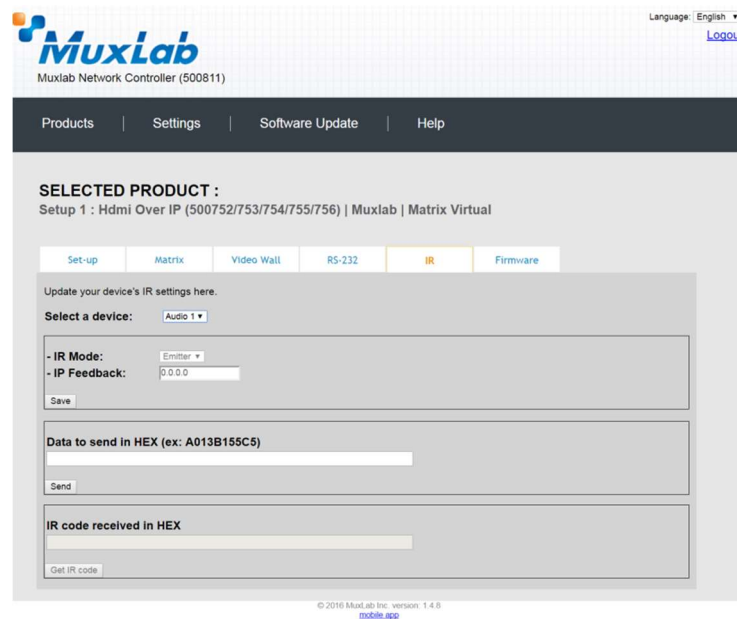 Language: English
Logou
MuxLab
Muxlab Network Controller (500811)
Products | Settings | Software Update | Help
SELECTED PRODUCT :
Setup 1 : Hdmi Over IP (500752/753/754/755/756) | Muxlab | Matrix Virtual
Set-up Matrix Video Wall RS-232 IR Firmware
Update your device's IR settings here.
Select a device: Audio 1
- IR Mode: Emitter
- IP Feedback: 0.0.0.0
Save
Data to send in HEX (ex: A013B155C5)
Send
IR code received in HEX
Get IR code
© 2016 MuxLab Inc. version: 1.4.8
mobile app